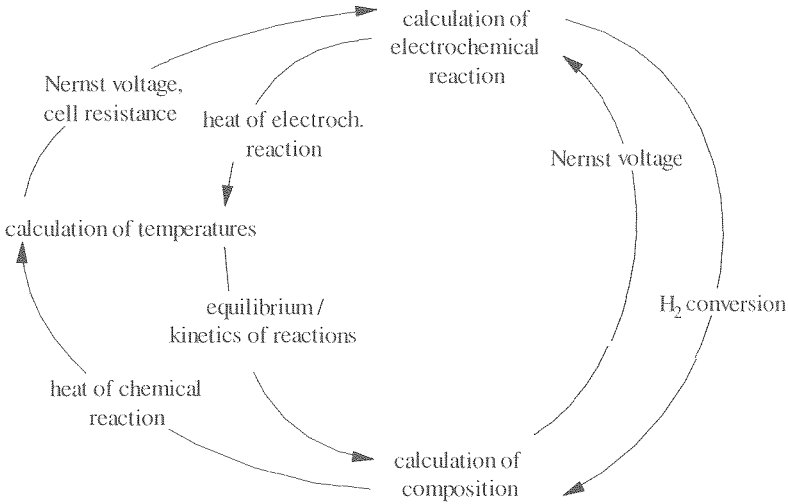 calculation of
electrochemical
reaction
Nernst voltage,
cell resistance
heat of electroch.
reaction
Nernst voltage
calculation of temperatures
H₂ conversion
equilibrium /
kinetics of reactions
heat of chemical
reaction
calculation of
composition